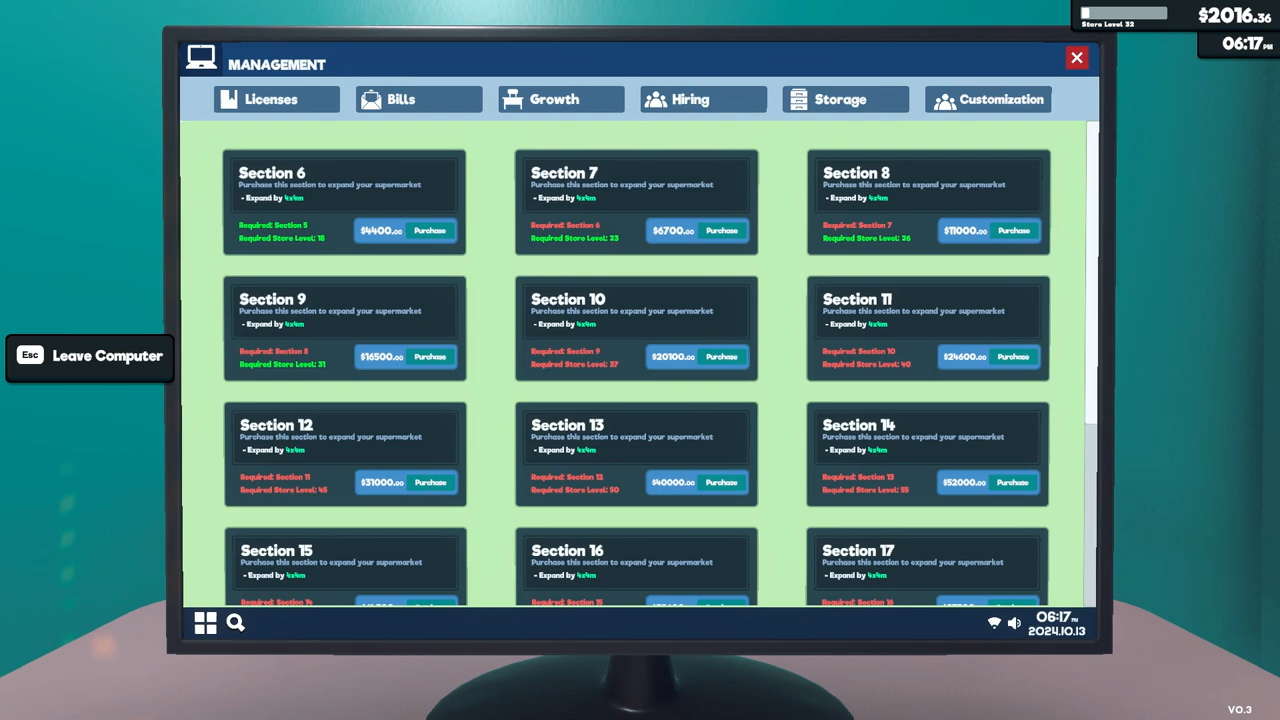 $2016.36
Store Level 32
06:17 PM
MANAGEMENT
Licenses
Bills
Growth
Hiring
Storage
Customization
Section 6
Purchase this section to expand your supermarket
- Expand by 4x4m
Required: Section 5
Required Store Level: 18
$4400.00 Purchase
Section 7
Purchase this section to expand your supermarket
- Expand by 4x4m
Required: Section 6
Required Store Level: 23
$6700.00 Purchase
Section 8
Purchase this section to expand your supermarket
- Expand by 4x4m
Required: Section 7
Required Store Level: 26
$11000.00 Purchase
Section 9
Purchase this section to expand your supermarket
- Expand by 4x4m
Required: Section 8
Required Store Level: 31
$16500.00 Purchase
Section 10
Purchase this section to expand your supermarket
- Expand by 4x4m
Required: Section 9
Required Store Level: 37
$20100.00 Purchase
Section 11
Purchase this section to expand your supermarket
- Expand by 4x4m
Required: Section 10
Required Store Level: 40
$24600.00 Purchase
Esc Leave Computer
Section 12
Purchase this section to expand your supermarket
- Expand by 4x4m
Required: Section 11
Required Store Level: 45
$31000.00 Purchase
Section 13
Purchase this section to expand your supermarket
- Expand by 4x4m
Required: Section 12
Required Store Level: 50
$40000.00 Purchase
Section 14
Purchase this section to expand your supermarket
- Expand by 4x4m
Required: Section 13
Required Store Level: 55
$52000.00 Purchase
Section 15
Purchase this section to expand your supermarket
- Expand by 4x4m
Required: Section 14
Section 16
Purchase this section to expand your supermarket
- Expand by 4x4m
Required: Section 15
Section 17
Purchase this section to expand your supermarket
- Expand by 4x4m
Required: Section 16
06:17 PM
2024.10.13
V0.3